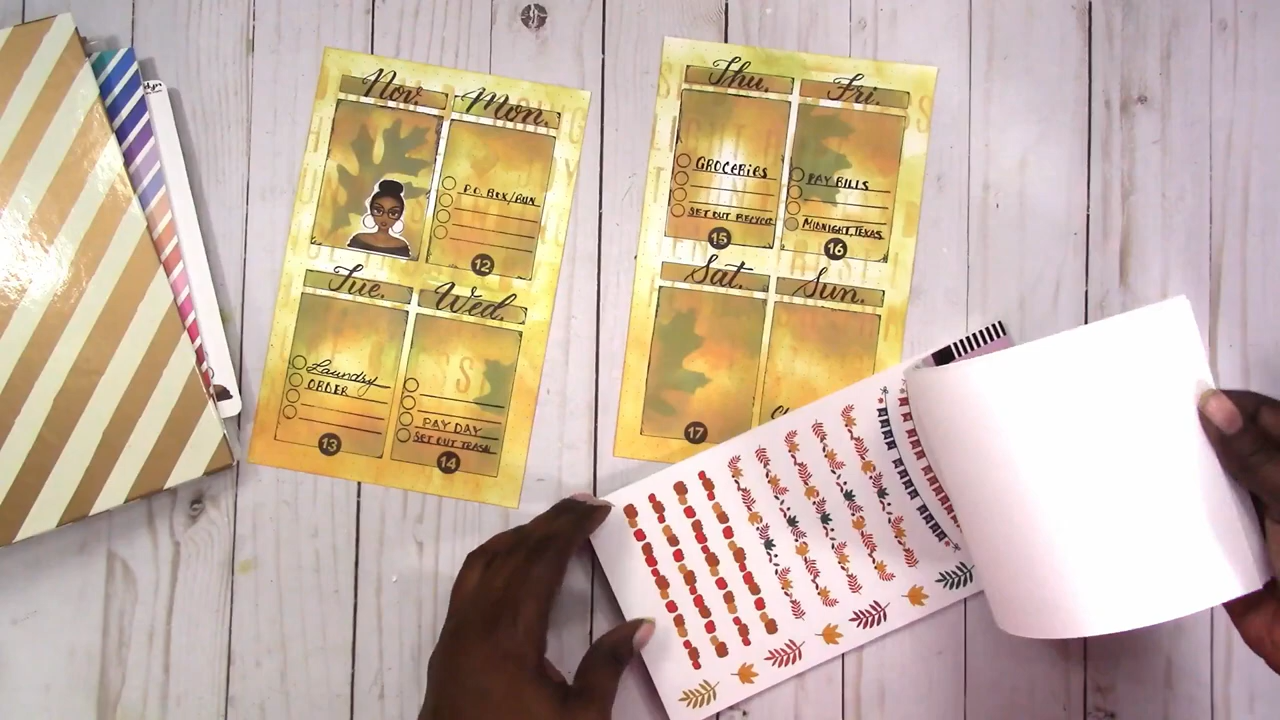 Nov.
Mon.
P.O. BOX/RUN
12
Tue.
Laundry
ORDER
13
Wed.
PAY DAY
SET OUT TRASH
14
Thu.
GROCERIES
SET OUT RECYCLE
15
Fri.
PAY BILLS
MIDNIGHT, TEXAS
16
Sat.
17
Sun.